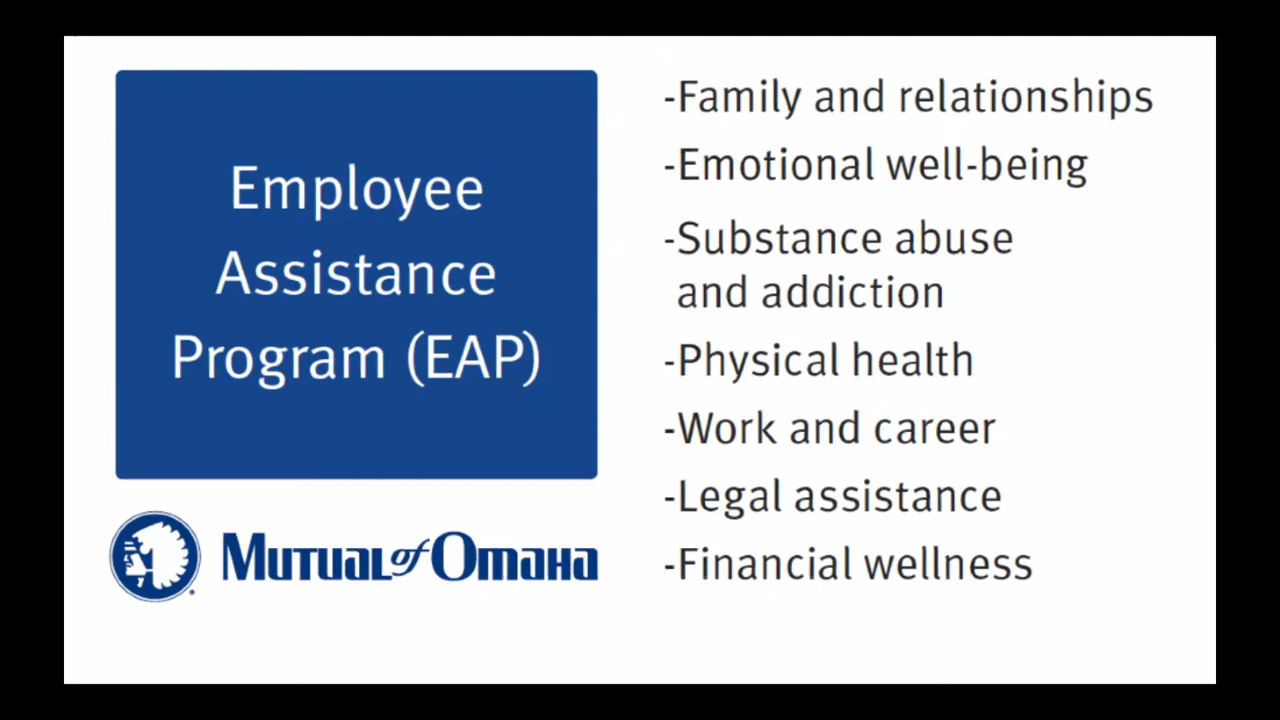 Employee
Assistance
Program (EAP)
Mutual of Omaha
-Family and relationships
-Emotional well-being
-Substance abuse
and addiction
-Physical health
-Work and career
-Legal assistance
-Financial wellness